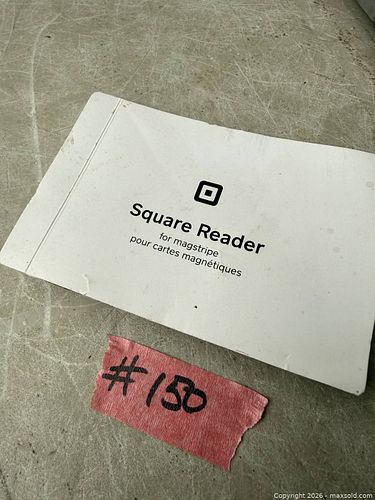 Square Reader
for magstripe
pour cartes magnétiques
#150
Copyright 2026 - maxsold.com